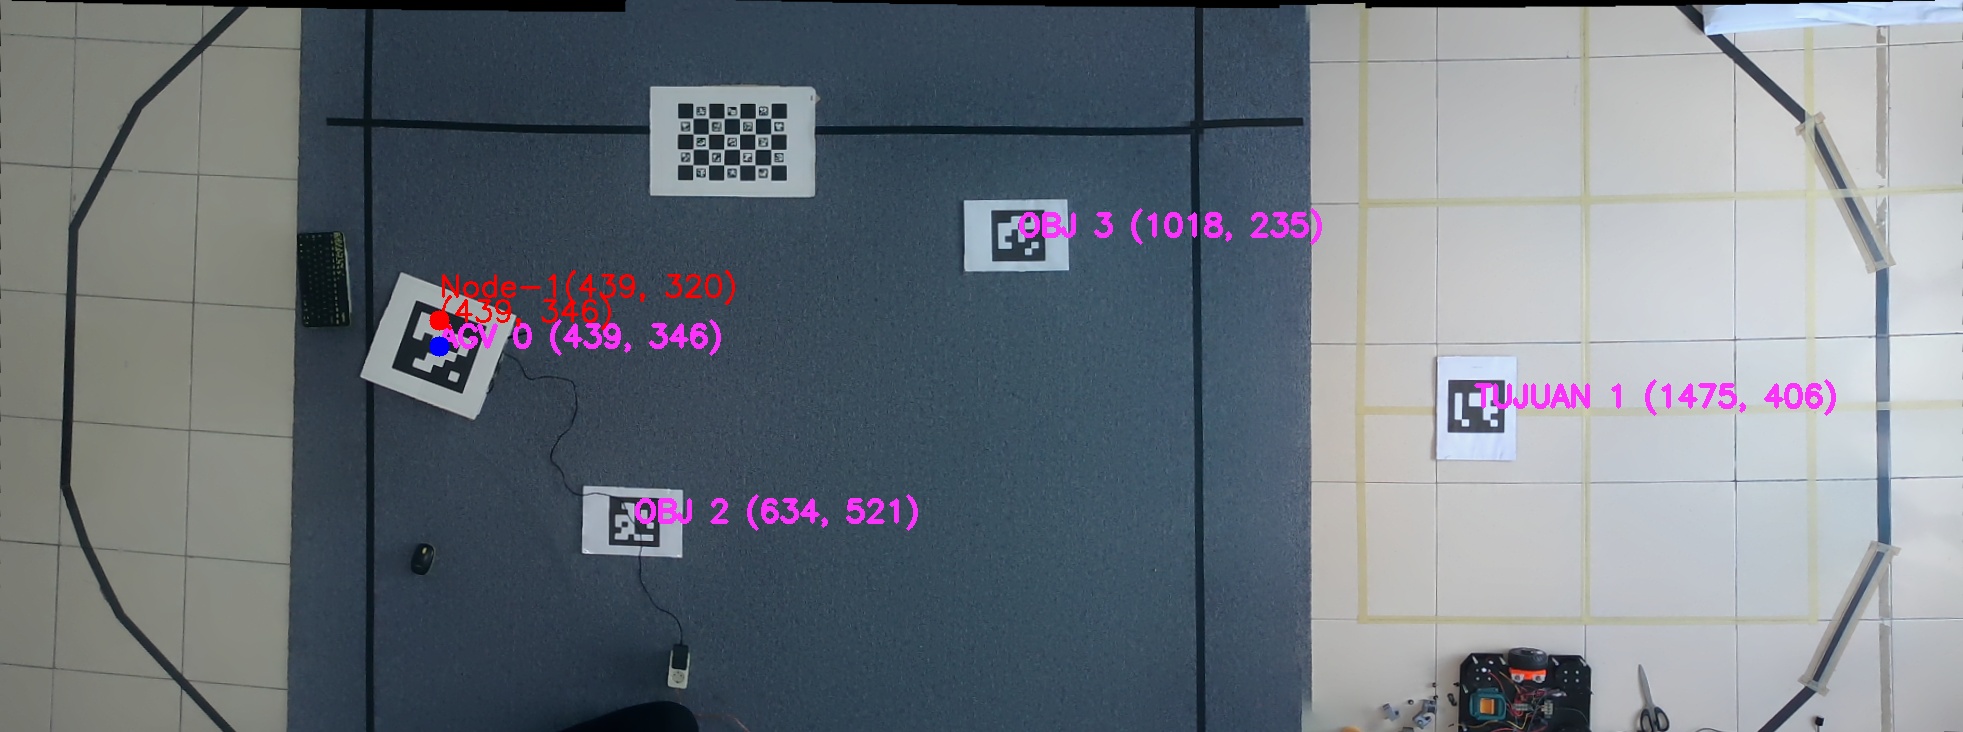 OBJ 3 (1018, 235)
Node-1(439, 320)
(439, 346)
AGV 0 (439, 346)
TUJUAN 1 (1475, 406)
OBJ 2 (634, 521)